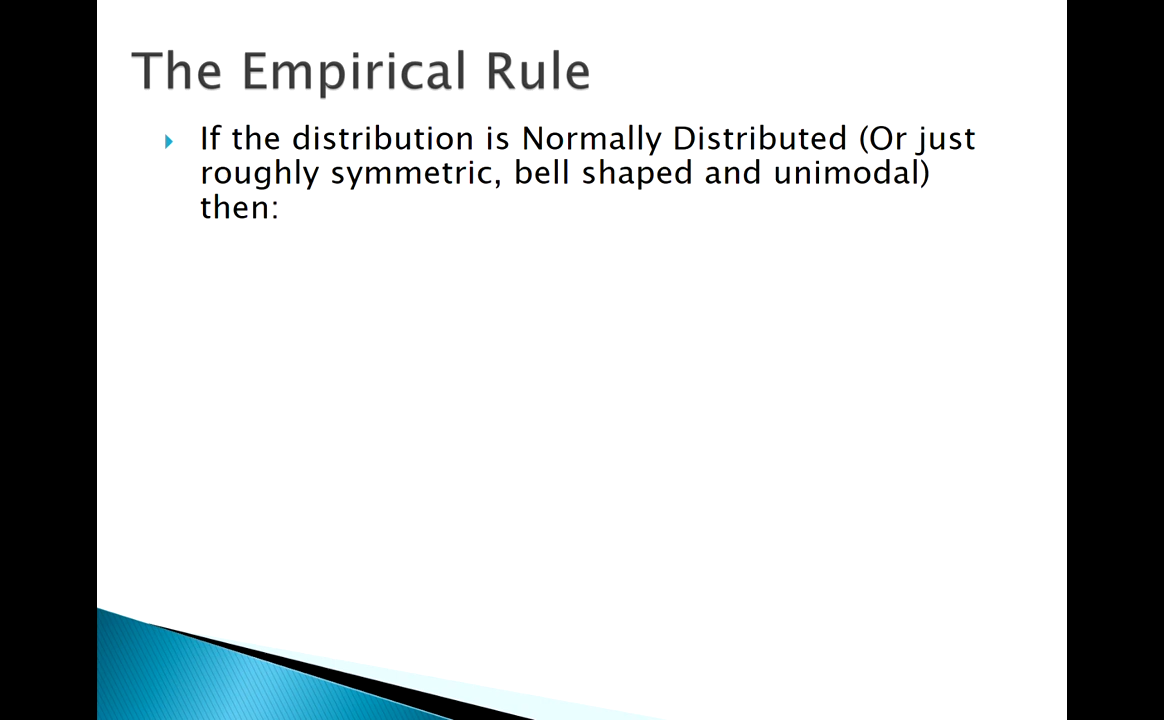 The Empirical Rule
If the distribution is Normally Distributed (Or just
roughly symmetric, bell shaped and unimodal)
then: